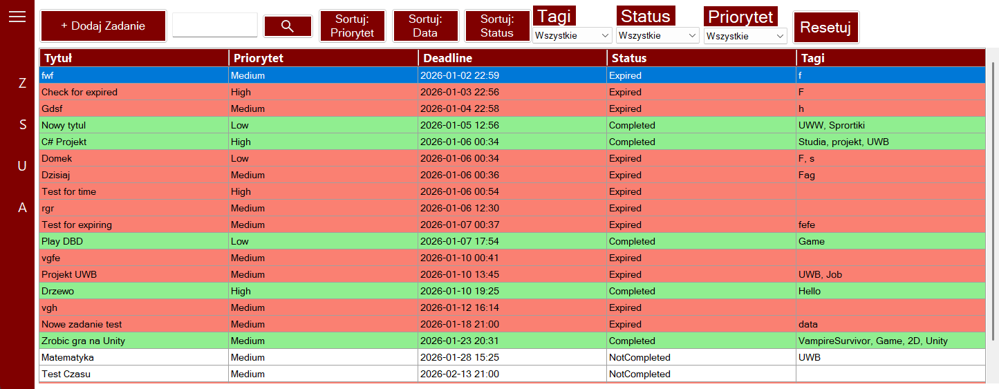 + Dodaj Zadanie
Sortuj:
Priorytet
Sortuj:
Data
Sortuj:
Status
Tagi
Wszystkie
Status
Wszystkie
Priorytet
Wszystkie
Resetuj
Z
S
U
A
Tytuł Priorytet Deadline Status Tagi
fwf Medium 2026-01-02 22:59 Expired f
Check for expired High 2026-01-03 22:56 Expired F
Gdsf Medium 2026-01-04 22:58 Expired h
Nowy tytul Low 2026-01-05 12:56 Completed UWW, Sprortiki
C# Projekt High 2026-01-06 00:34 Completed Studia, projekt, UWB
Domek Low 2026-01-06 00:34 Expired F, s
Dzisiaj Medium 2026-01-06 00:36 Expired Fag
Test for time High 2026-01-06 00:54 Expired
rgr Medium 2026-01-06 12:30 Expired
Test for expiring Medium 2026-01-07 00:37 Expired fefe
Play DBD Low 2026-01-07 17:54 Completed Game
vgfe Medium 2026-01-10 00:41 Expired
Projekt UWB Medium 2026-01-10 13:45 Expired UWB, Job
Drzewo High 2026-01-10 19:25 Completed Hello
vgh Medium 2026-01-12 16:14 Expired
Nowe zadanie test Medium 2026-01-18 21:00 Expired data
Zrobic gra na Unity Medium 2026-01-23 20:31 Completed VampireSurvivor, Game, 2D, Unity
Matematyka Medium 2026-01-28 15:25 NotCompleted UWB
Test Czasu Medium 2026-02-13 21:00 NotCompleted